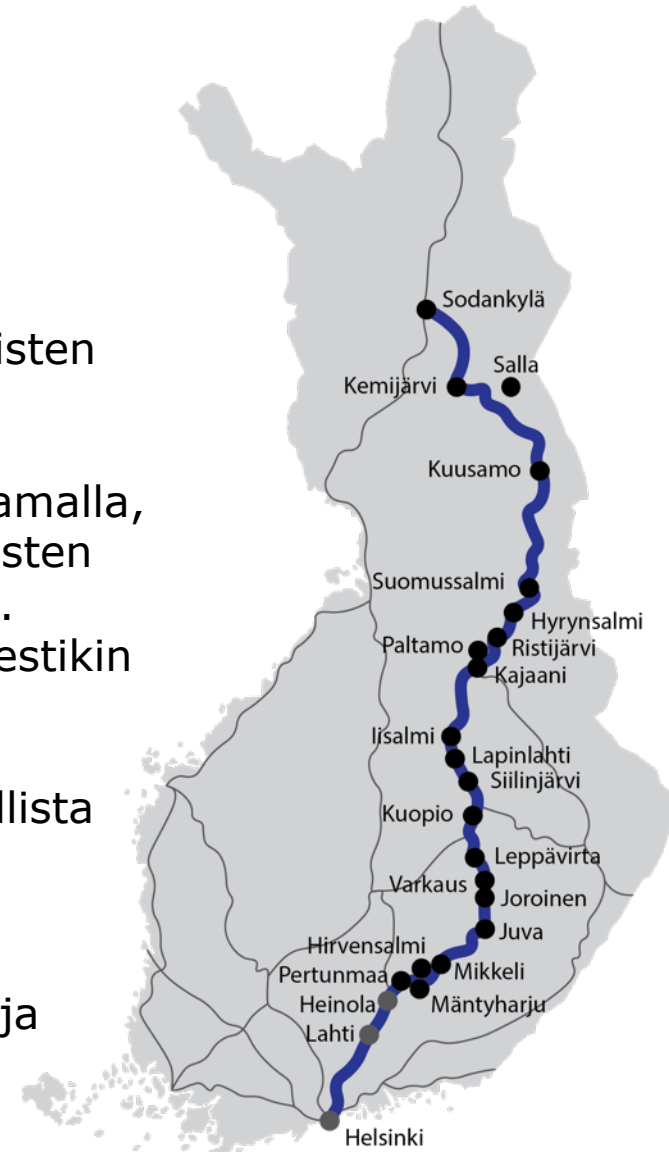 isten
amalla,
sten
.
estikin
llista
ja
Sodankylä
Salla
Kemijärvi
Kuusamo
Suomussalmi
Hyrynsalmi
Paltamo
Ristijärvi
Kajaani
Iisalmi
Lapinlahti
Siilinjärvi
Kuopio
Leppävirta
Varkaus
Joroinen
Juva
Hirvensalmi
Mikkeli
Pertunmaa
Heinola
Mäntyharju
Lahti
Helsinki